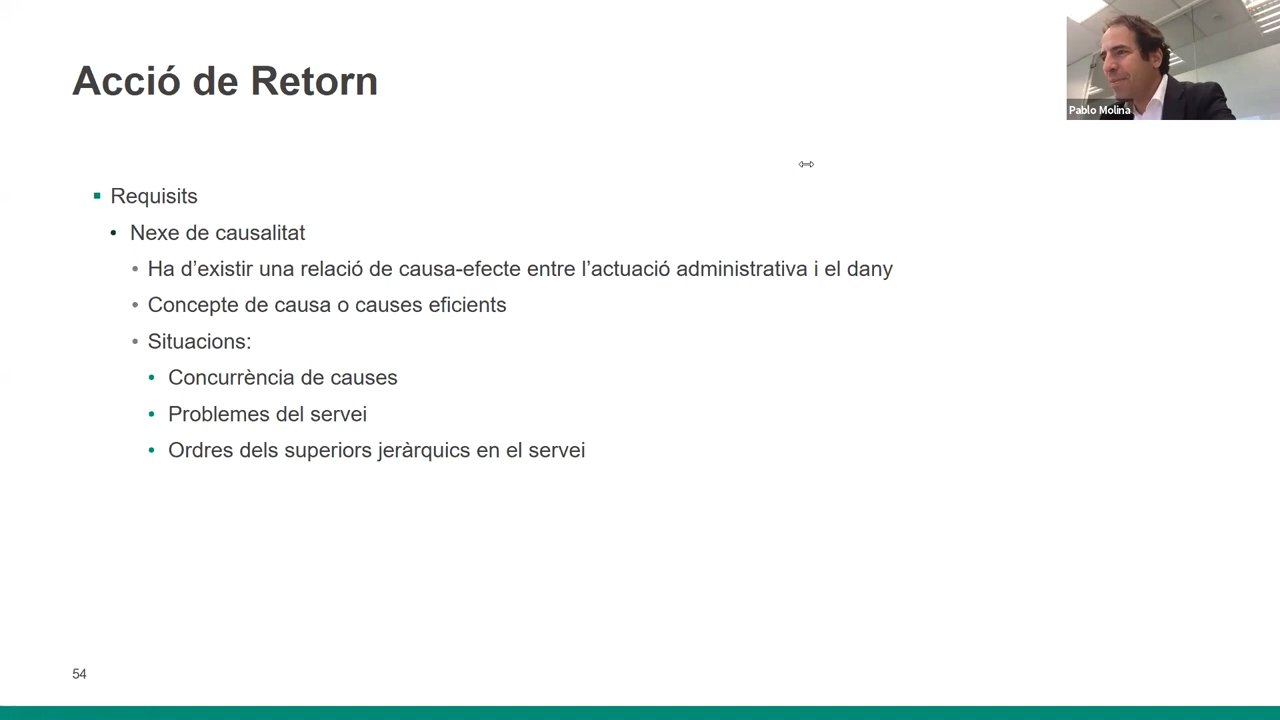 Acció de Retorn
Pablo Molina
Requisits
Nexe de causalitat
Ha d’existir una relació de causa-efecte entre l’actuació administrativa i el dany
Concepte de causa o causes eficients
Situacions:
Concurrència de causes
Problemes del servei
Ordres dels superiors jeràrquics en el servei
54